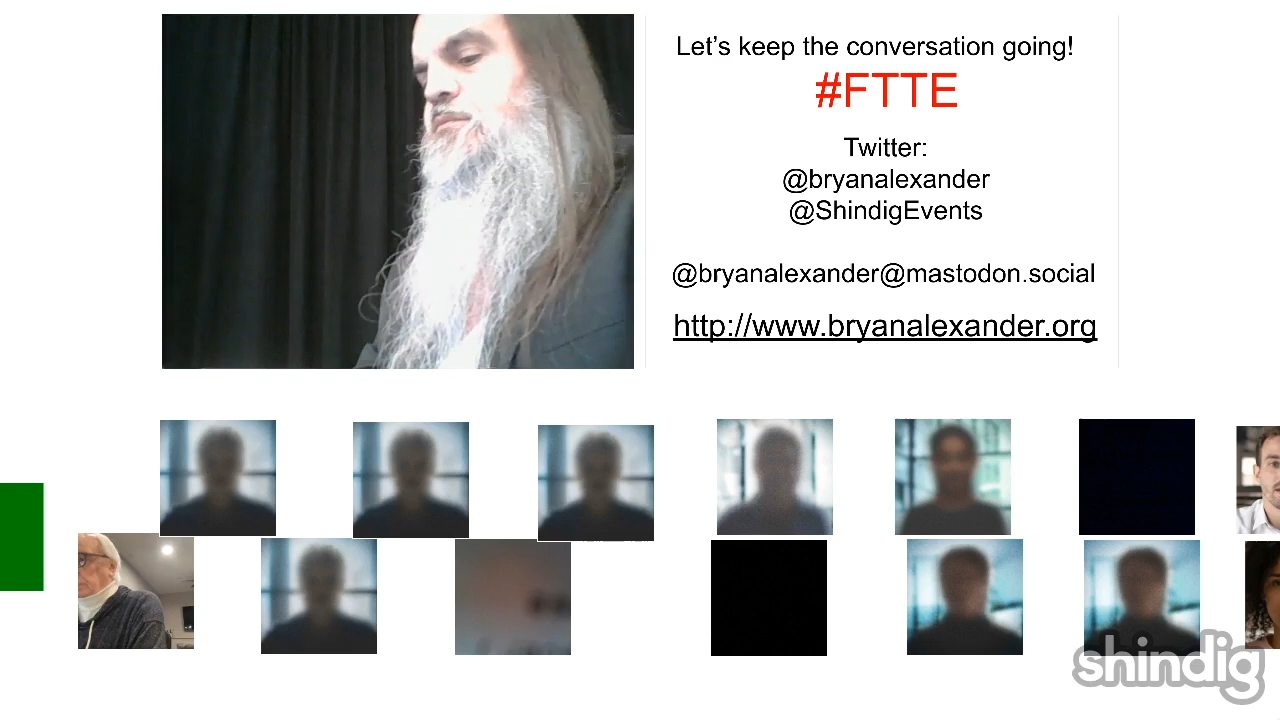 Let’s keep the conversation going!
#FTTE
Twitter:
@bryanalexander
@ShindigEvents
@bryanalexander@mastodon.social
http://www.bryanalexander.org
shindig